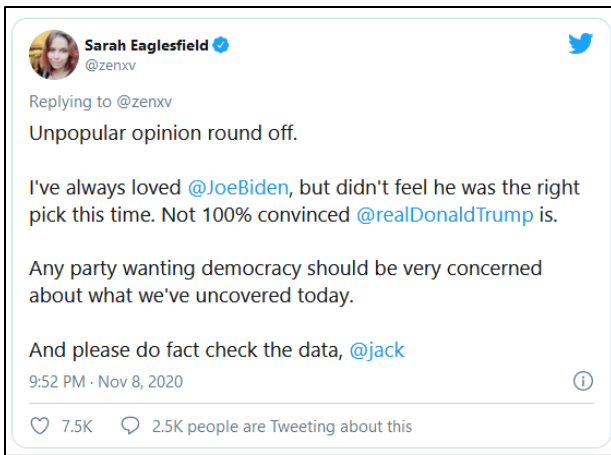 Sarah Eaglesfield
@zenxv
Replying to @zenxv
Unpopular opinion round off.
I've always loved @JoeBiden, but didn't feel he was the right
pick this time. Not 100% convinced @realDonaldTrump is.
Any party wanting democracy should be very concerned
about what we've uncovered today.
And please do fact check the data, @jack
9:52 PM · Nov 8, 2020
7.5K 2.5K people are Tweeting about this